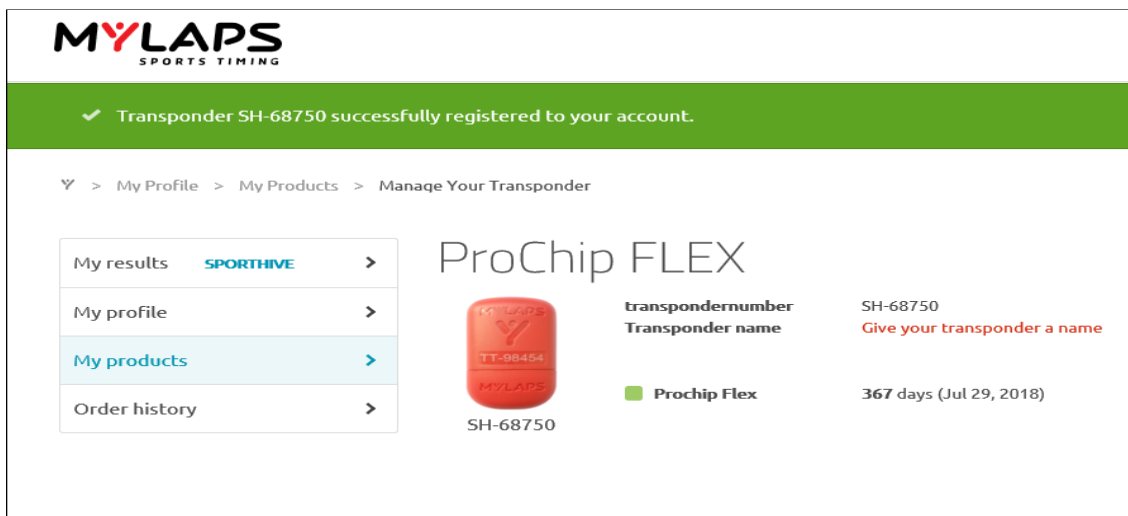 MYLAPS
SPORTS TIMING
Transponder SH-68750 successfully registered to your account.
> My Profile > My Products > Manage Your Transponder
My results SPORTHIVE >
My profile >
My products >
Order history >
ProChip FLEX
MYLAPS
TT-98454
MYLAPS
SH-68750
transpondernumber SH-68750
Transponder name Give your transponder a name
Prochip Flex 367 days (Jul 29, 2018)